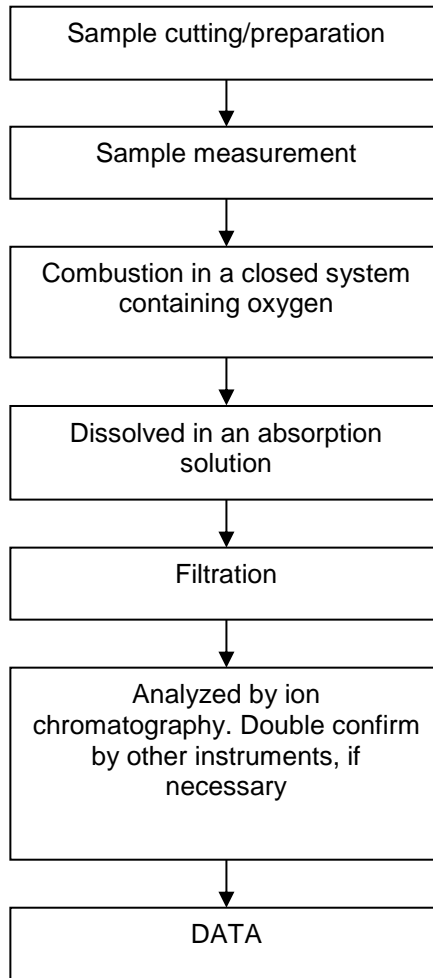 Sample cutting/preparation
Sample measurement
Combustion in a closed system
containing oxygen
Dissolved in an absorption
solution
Filtration
Analyzed by ion
chromatography. Double confirm
by other instruments, if
necessary
DATA